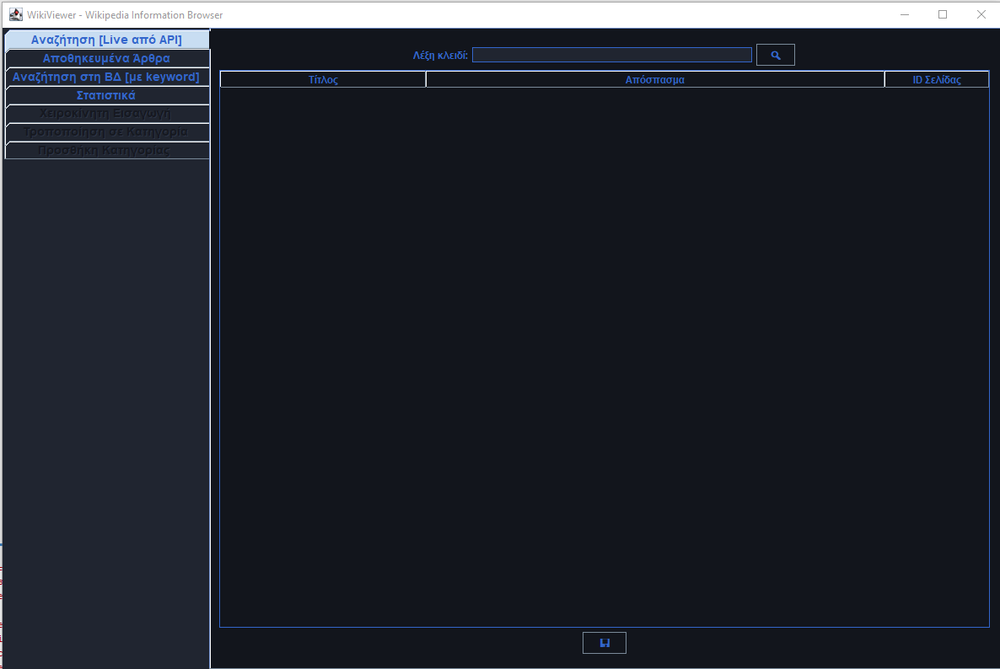 WikiViewer - Wikipedia Information Browser
Αναζήτηση [Live από API]
Αποθηκευμένα Άρθρα
Αναζήτηση στη ΒΔ [με keyword]
Στατιστικά
Χειροκίνητη Εισαγωγή
Τροποποίηση σε Κατηγορία
Προσθήκη Κατηγορίας
Λέξη κλειδί:
Τίτλος Απόσπασμα ID Σελίδας